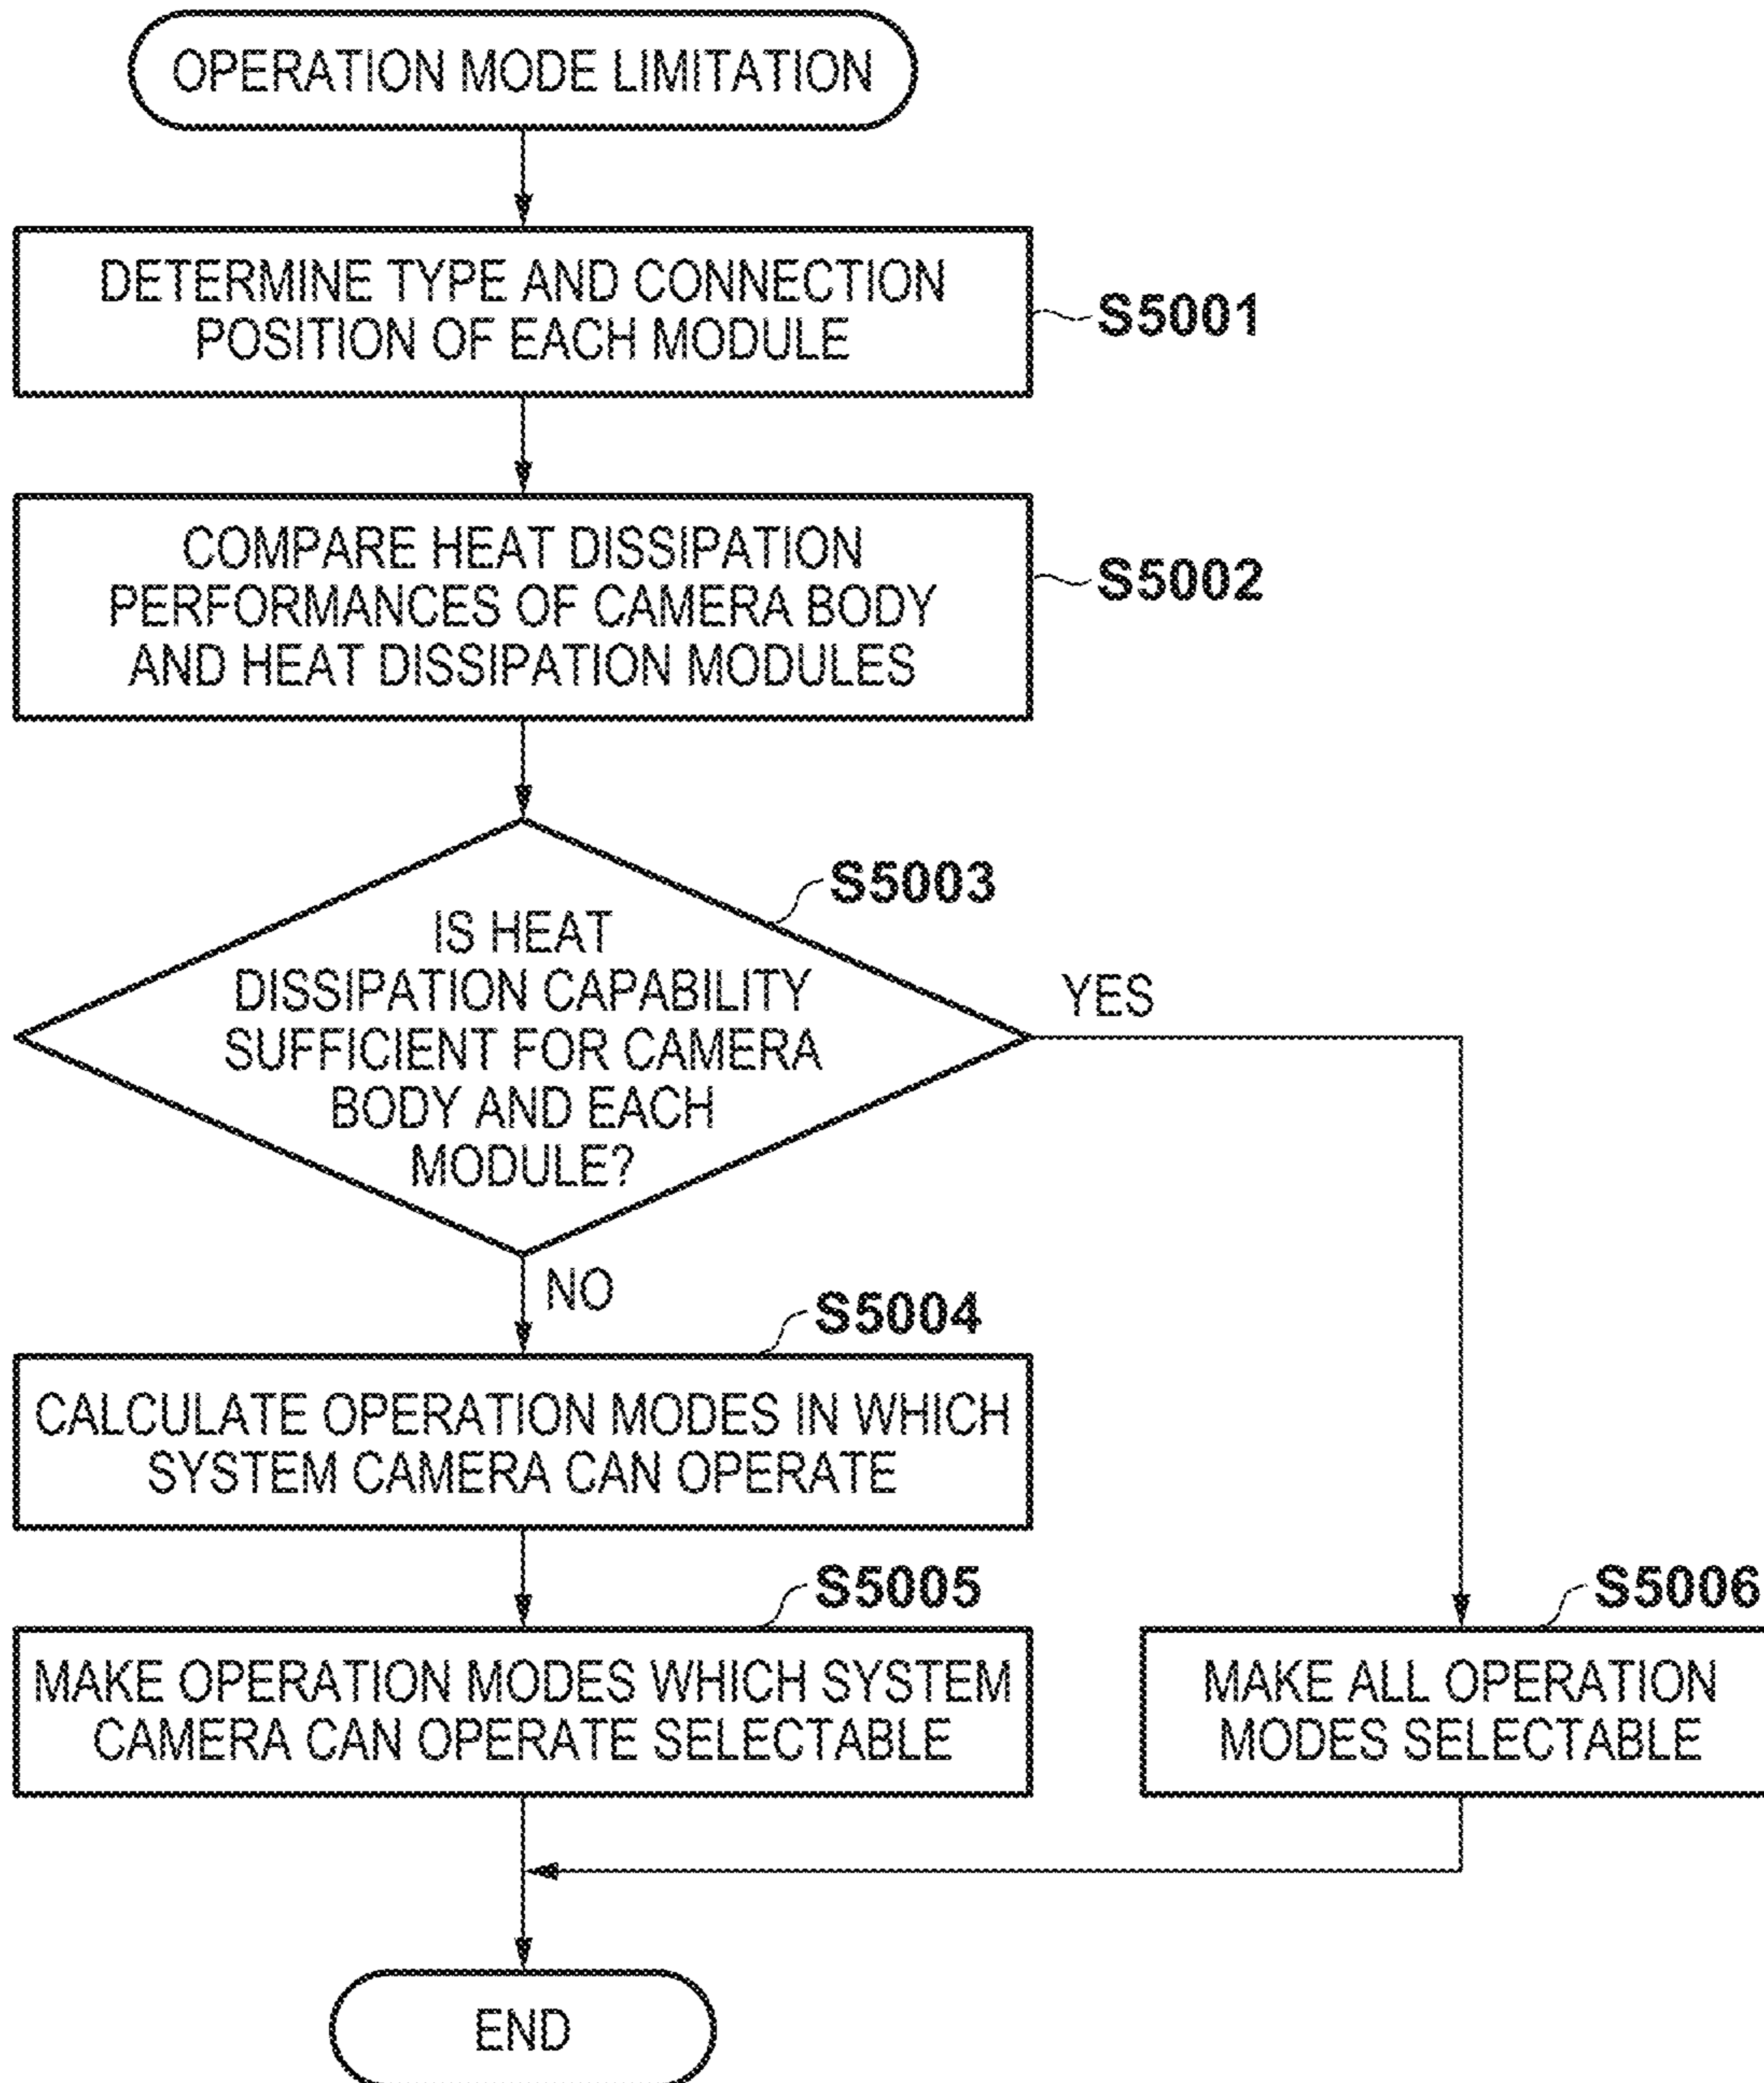 OPERATION MODE LIMITATION
DETERMINE TYPE AND CONNECTION
POSITION OF EACH MODULE
S5001
COMPARE HEAT DISSIPATION
PERFORMANCES OF CAMERA BODY
AND HEAT DISSIPATION MODULES
S5002
S5003
IS HEAT
DISSIPATION CAPABILITY
SUFFICIENT FOR CAMERA
BODY AND EACH
MODULE?
YES
NO
S5004
CALCULATE OPERATION MODES IN WHICH
SYSTEM CAMERA CAN OPERATE
S5005
MAKE OPERATION MODES WHICH SYSTEM
CAMERA CAN OPERATE SELECTABLE
S5006
MAKE ALL OPERATION
MODES SELECTABLE
END